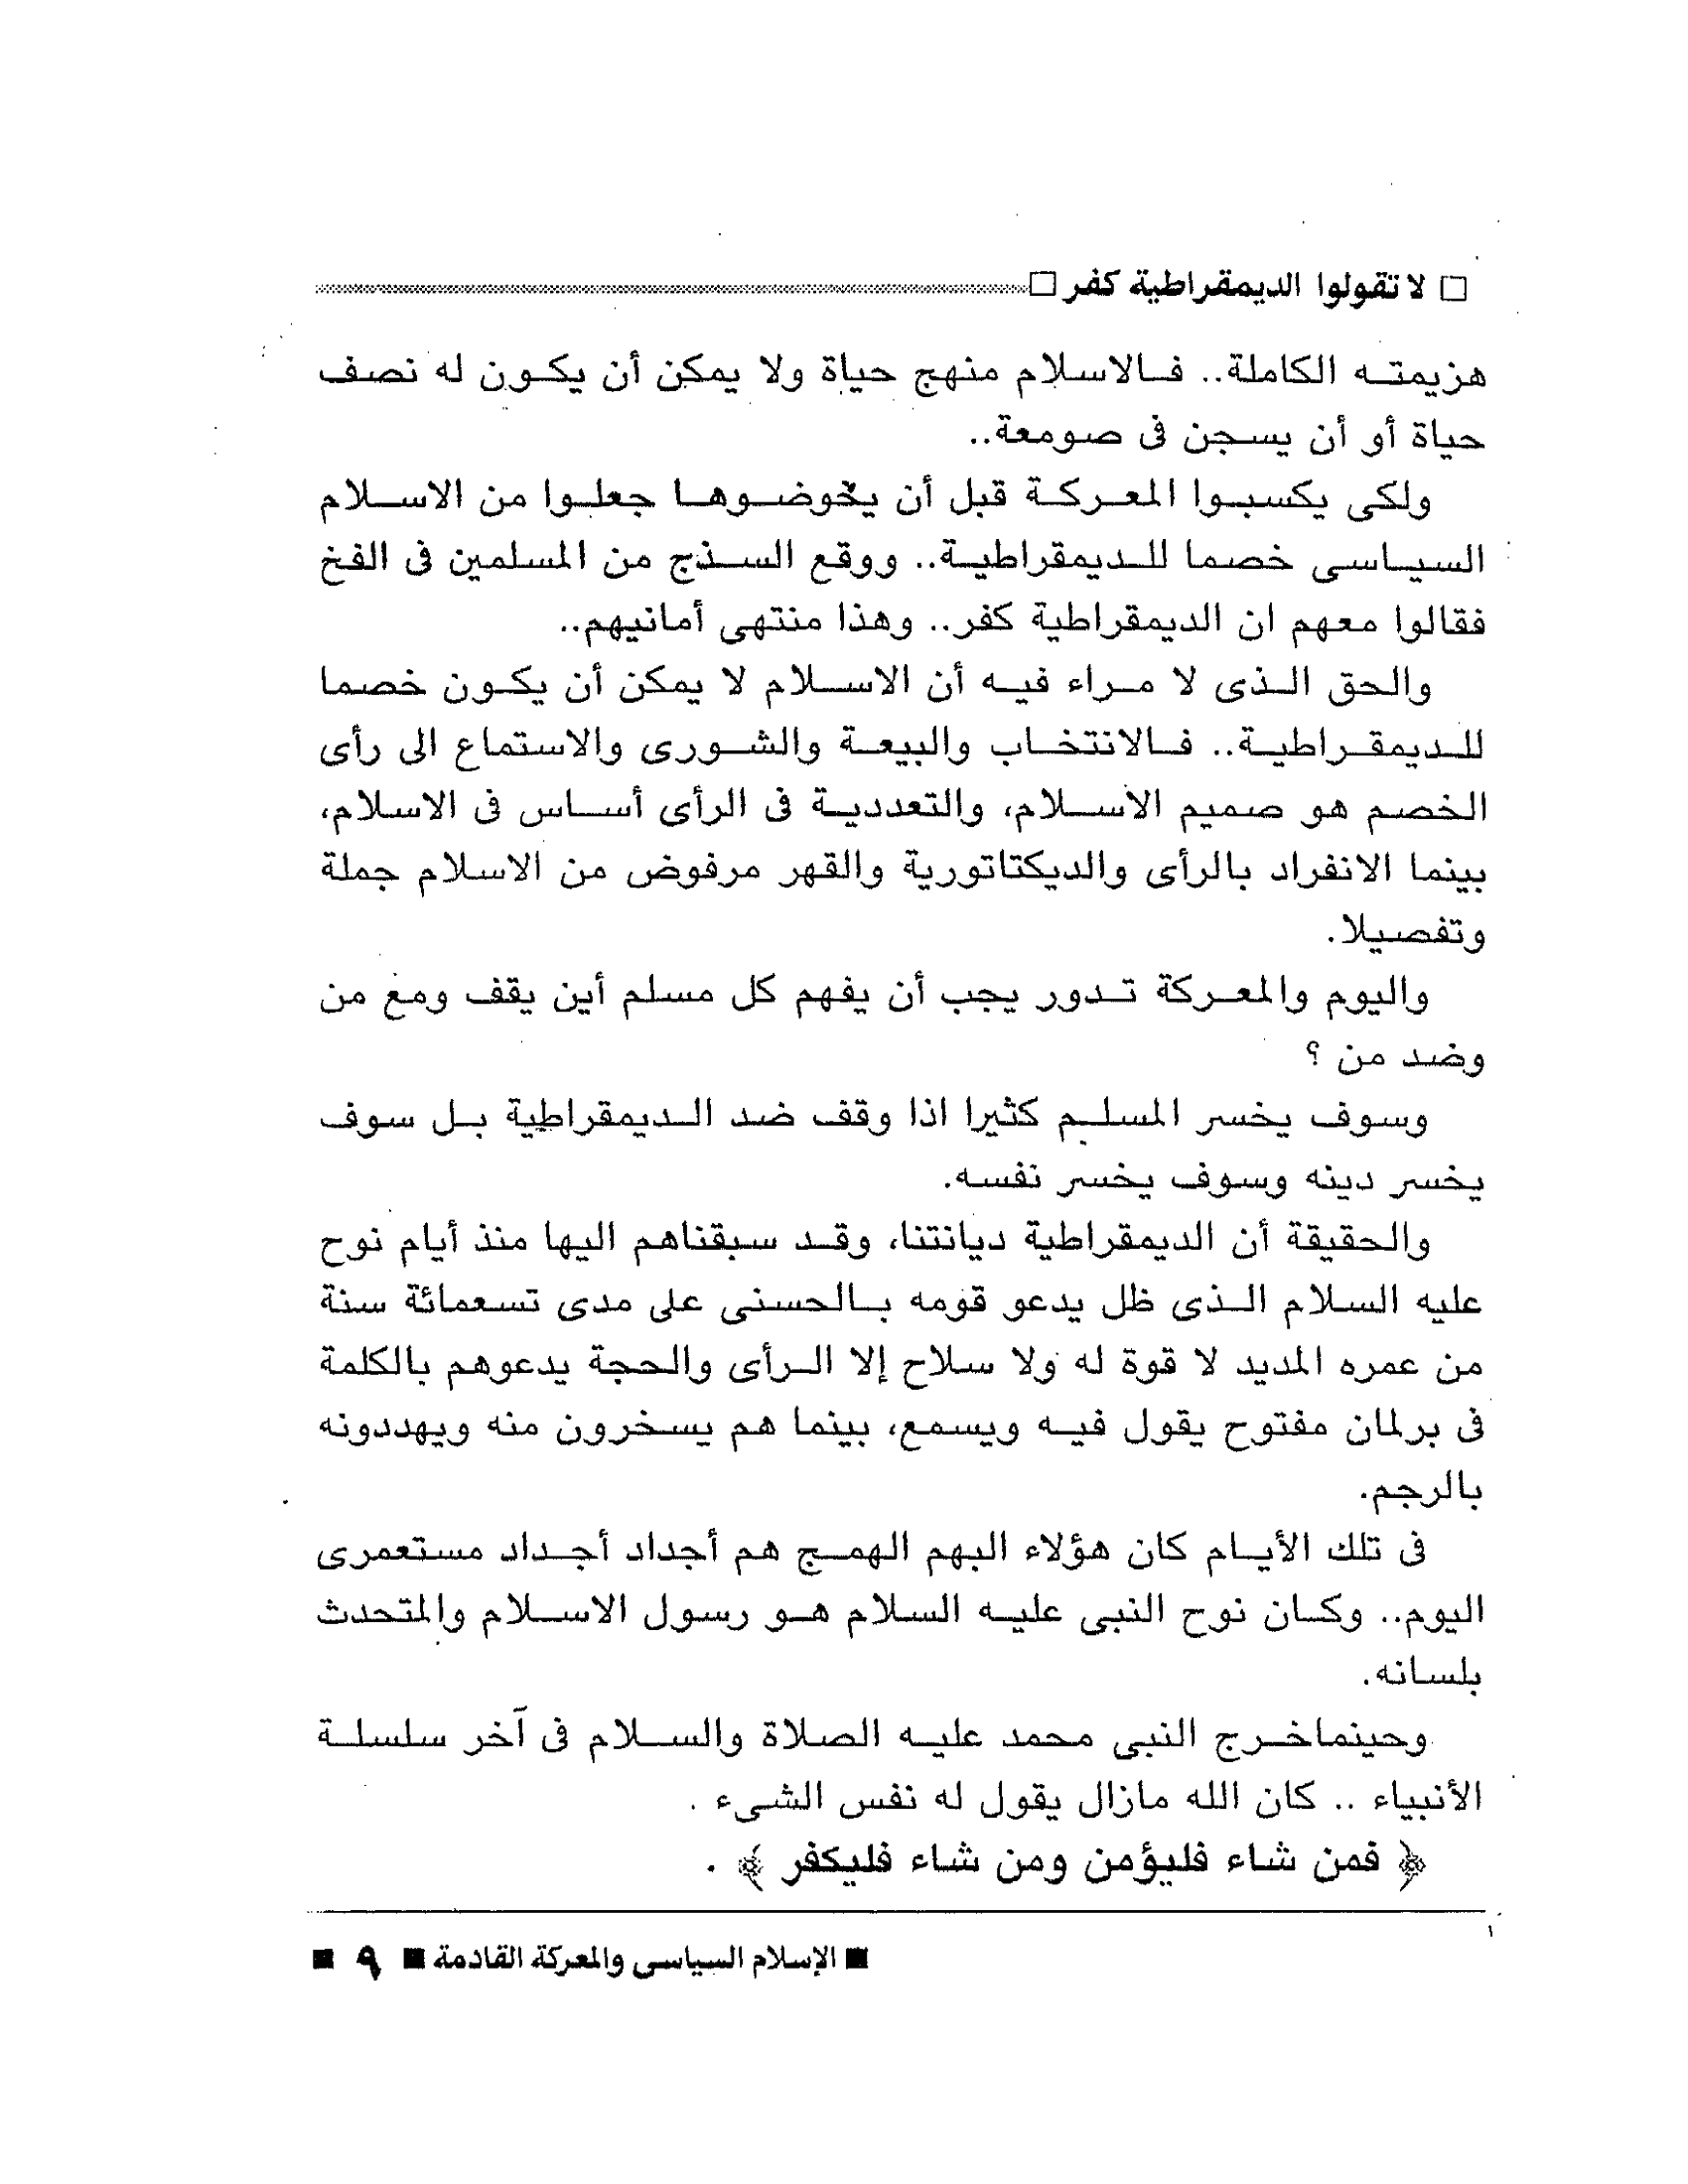 □ لا تقولوا الديمقراطية كفر □
هزيمته الكاملة.. فالاسلام منهج حياة ولا يمكن أن يكون له نصف
حياة أو أن يسجن فى صومعة..
ولكى يكسبوا المعركة قبل أن يخوضوها جعلوا من الاسلام
السياسى خصما للديمقراطية.. ووقع السذج من المسلمين فى الفخ
فقالوا معهم ان الديمقراطية كفر.. وهذا منتهى أمانيهم..
والحق الذى لا مراء فيه أن الاسلام لا يمكن أن يكون خصما
للديمقراطية.. فالانتخاب والبيعة والشورى والاستماع الى رأى
الخصم هو صميم الاسلام، والتعددية فى الرأى أساس فى الاسلام،
بينما الانفراد بالرأى والديكتاتورية والقهر مرفوض من الاسلام جملة
وتفصيلا.
واليوم والمعركة تدور يجب أن يفهم كل مسلم أين يقف ومع من
وضد من ؟
وسوف يخسر المسلم كثيرا اذا وقف ضد الديمقراطية بل سوف
يخسر دينه وسوف يخسر نفسه.
والحقيقة أن الديمقراطية ديانتنا، وقد سبقناهم اليها منذ أيام نوح
عليه السلام الذى ظل يدعو قومه بالحسنى على مدى تسعمائة سنة
من عمره المديد لا قوة له ولا سلاح إلا الرأى والحجة يدعوهم بالكلمة
فى برلمان مفتوح يقول فيه ويسمع، بينما هم يسخرون منه ويهددونه
بالرجم.
فى تلك الأيام كان هؤلاء البهم الهمج هم أجداد أجداد مستعمرى
اليوم.. وكان نوح النبى عليه السلام هو رسول الاسلام والمتحدث
بلسانه.
وحينماخرج النبى محمد عليه الصلاة والسلام فى آخر سلسلة
الأنبياء .. كان الله مازال يقول له نفس الشىء .
﴿ فمن شاء فليؤمن ومن شاء فليكفر ﴾ .
■ الإسلام السياسى والمعركة القادمة ■ ٩ ■